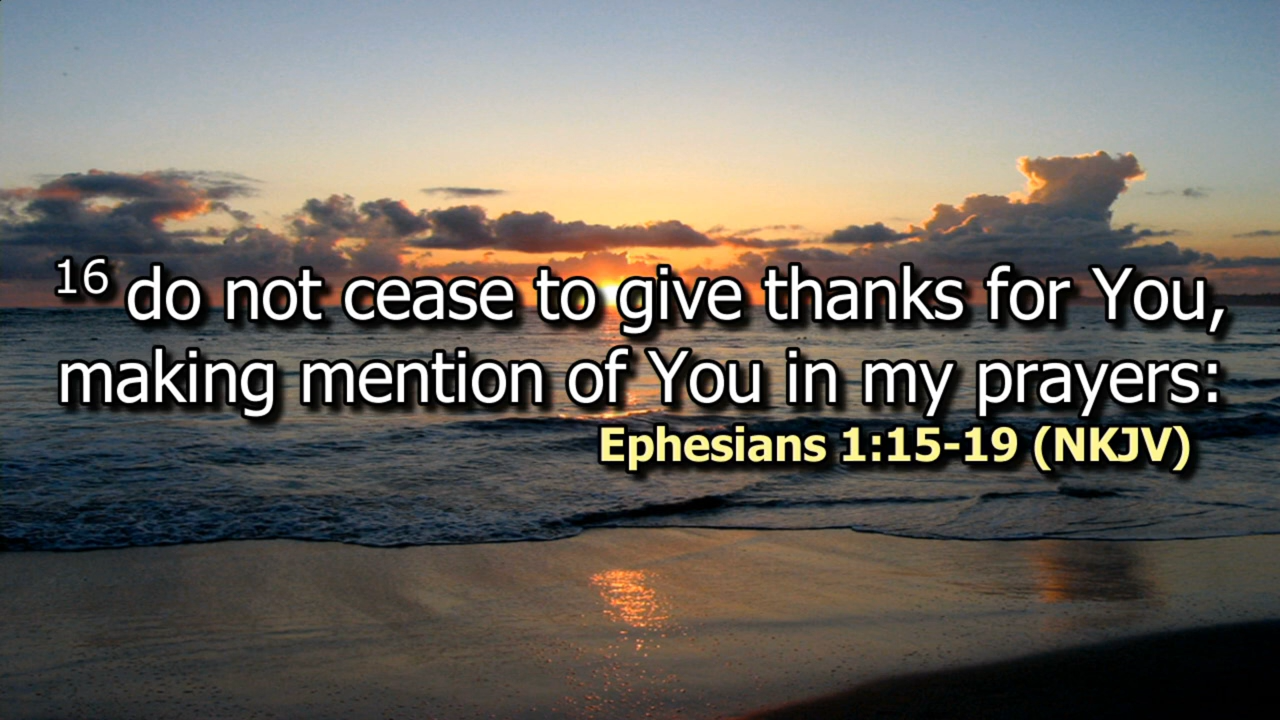 16 do not cease to give thanks for You,
making mention of You in my prayers:
Ephesians 1:15-19 (NKJV)